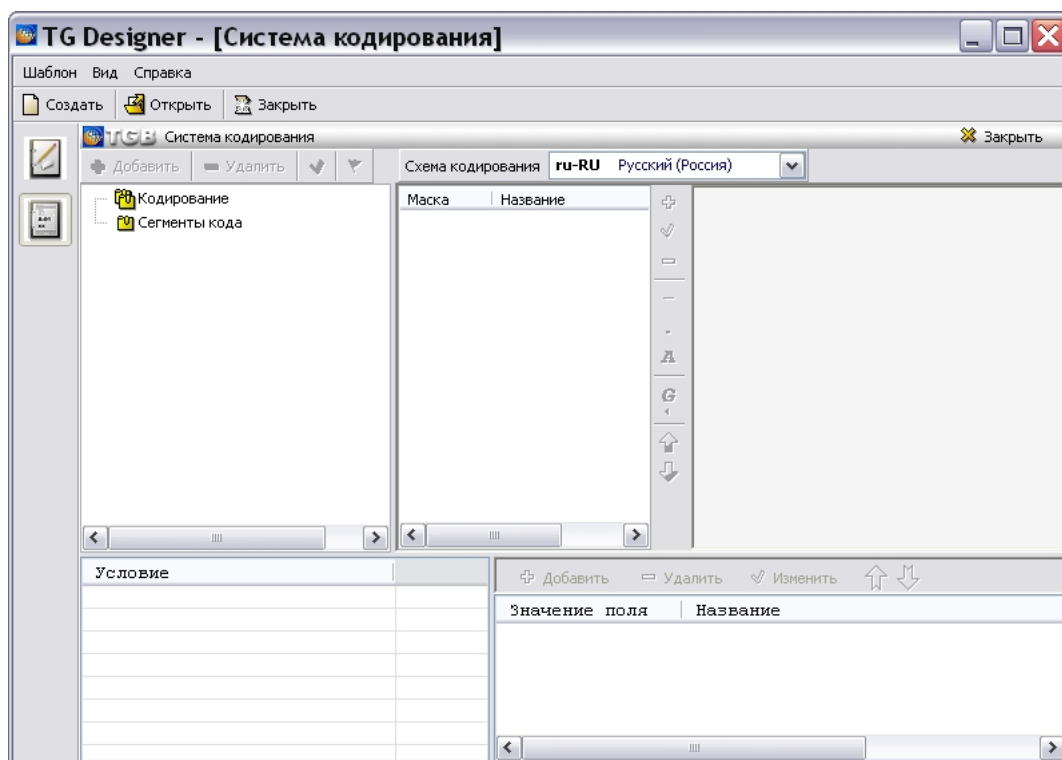 TG Designer - [Система кодирования]
Шаблон Вид Справка
Создать Открыть Закрыть
TGB Система кодирования Закрыть
Добавить Удалить Схема кодирования ru-RU Русский (Россия)
Кодирование
Сегменты кода
Маска Название
A
G
Условие
Добавить Удалить Изменить
Значение поля Название